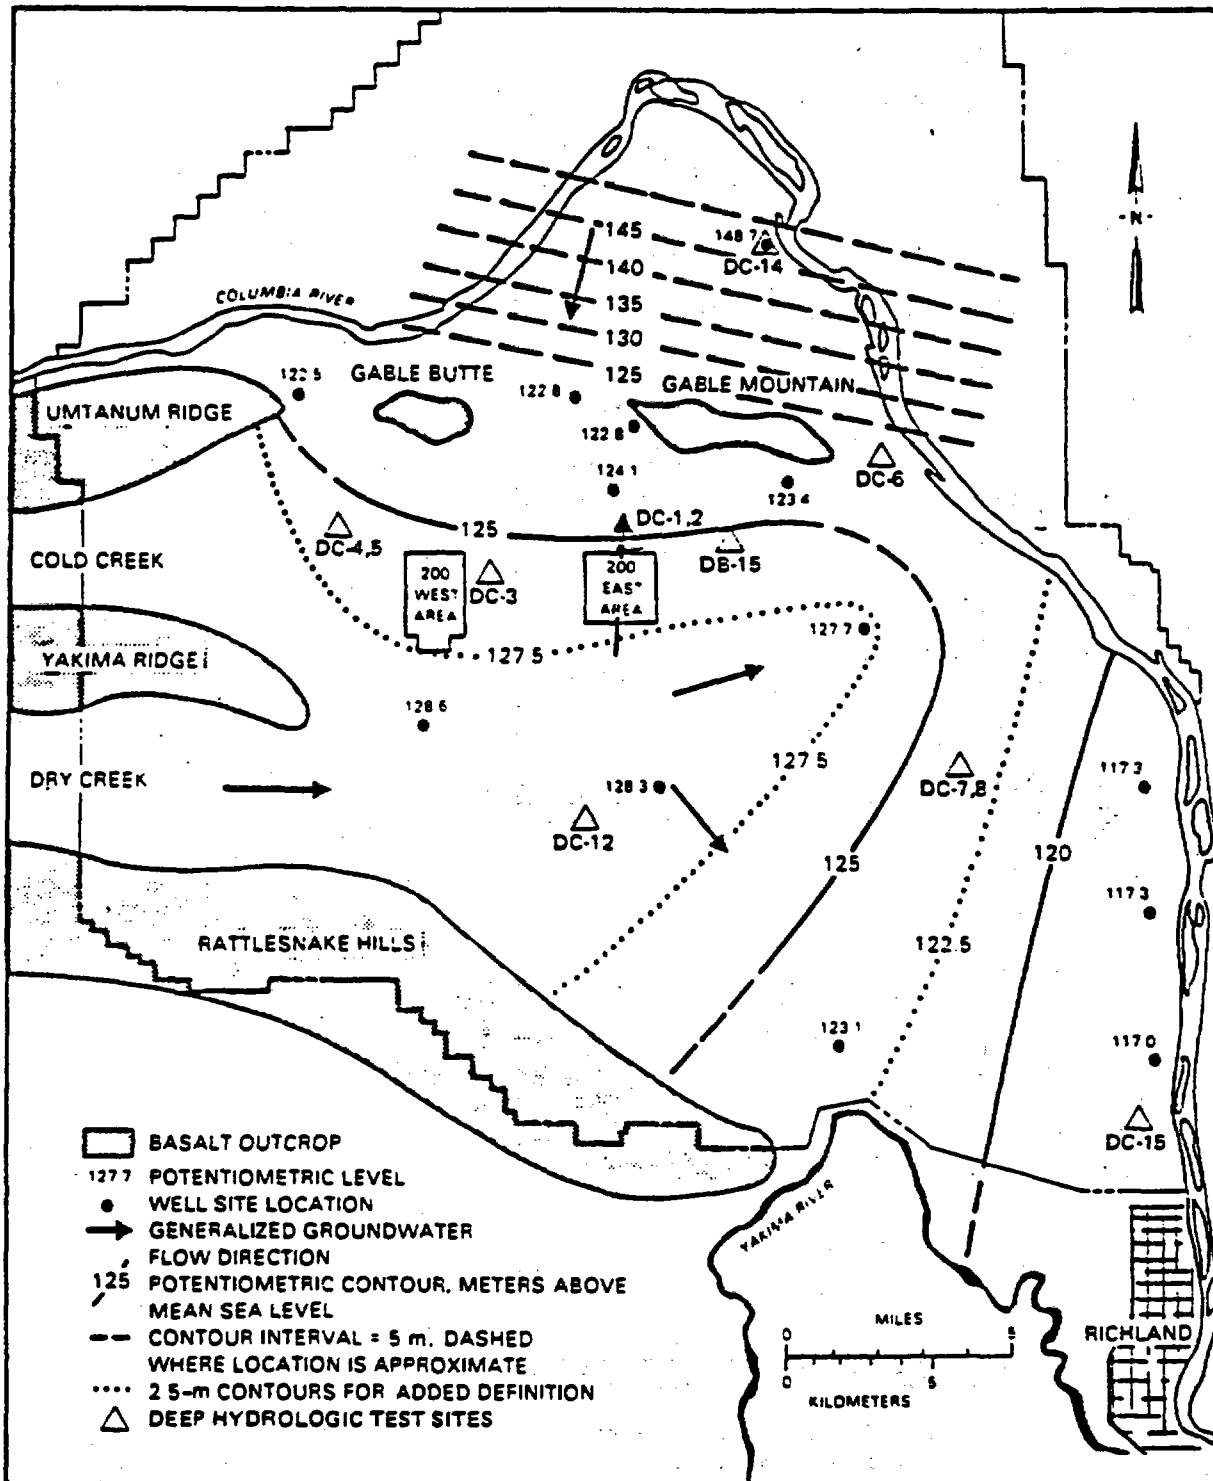 -N-
145
148.7
DC-14
140
COLUMBIA RIVER
135
130
122.5
GABLE BUTTE
125
122.8
GABLE MOUNTAIN
UMTANUM RIDGE
122.8
124.1
123.4
DC-6
125
DC-1,2
DC-4,5
DB-15
COLD CREEK
200
WEST
AREA
DC-3
200
EAST
AREA
127.7
127.5
YAKIMA RIDGE
128.6
127.5
DRY CREEK
128.3
DC-7,8
117.3
DC-12
125
120
117.3
RATTLESNAKE HILLS
122.5
123.1
117.0
DC-15
BASALT OUTCROP
127.7 POTENTIOMETRIC LEVEL
WELL SITE LOCATION
GENERALIZED GROUNDWATER
FLOW DIRECTION
125 POTENTIOMETRIC CONTOUR, METERS ABOVE
MEAN SEA LEVEL
CONTOUR INTERVAL = 5 m, DASHED
WHERE LOCATION IS APPROXIMATE
2.5-m CONTOURS FOR ADDED DEFINITION
DEEP HYDROLOGIC TEST SITES
YAKIMA RIVER
MILES
0 5
0 5
KILOMETERS
RICHLAND